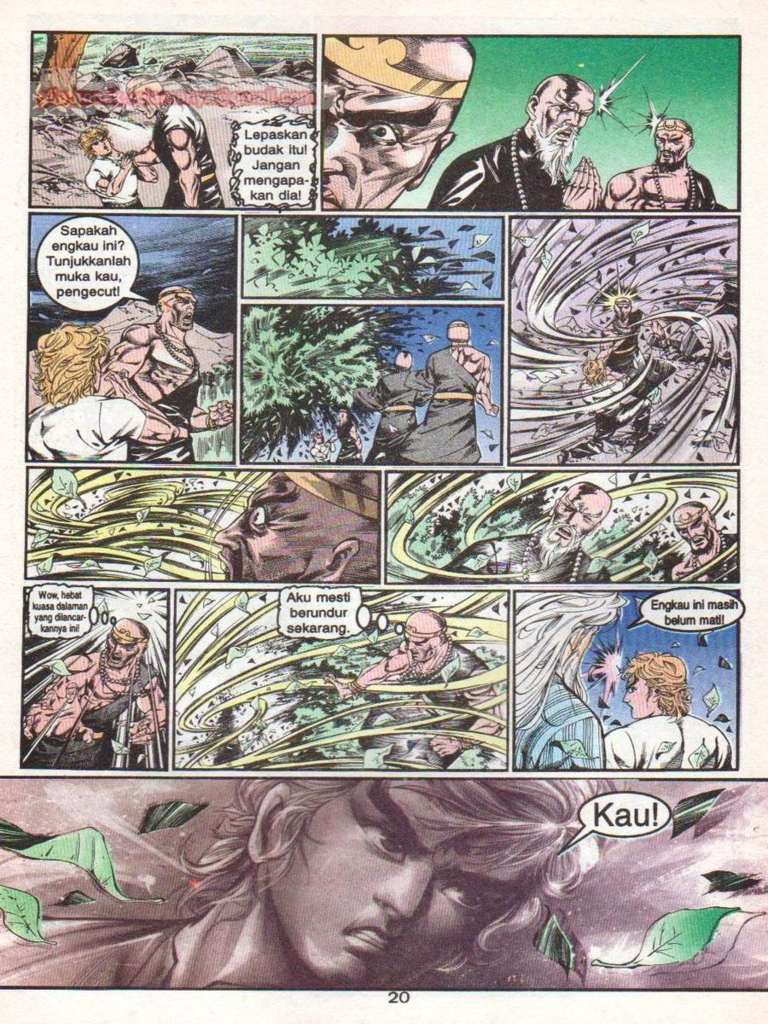 Lepaskan
budak itu!
Jangan
mengapa-
kan dia!
Sapakah
engkau ini?
Tunjukkanlah
muka kau,
pengecut!
Wow, hebat
kuasa dalaman
yang dilancar-
kannya ini!
Aku mesti
berundur
sekarang.
Engkau ini masih
belum mati!
Kau!
20